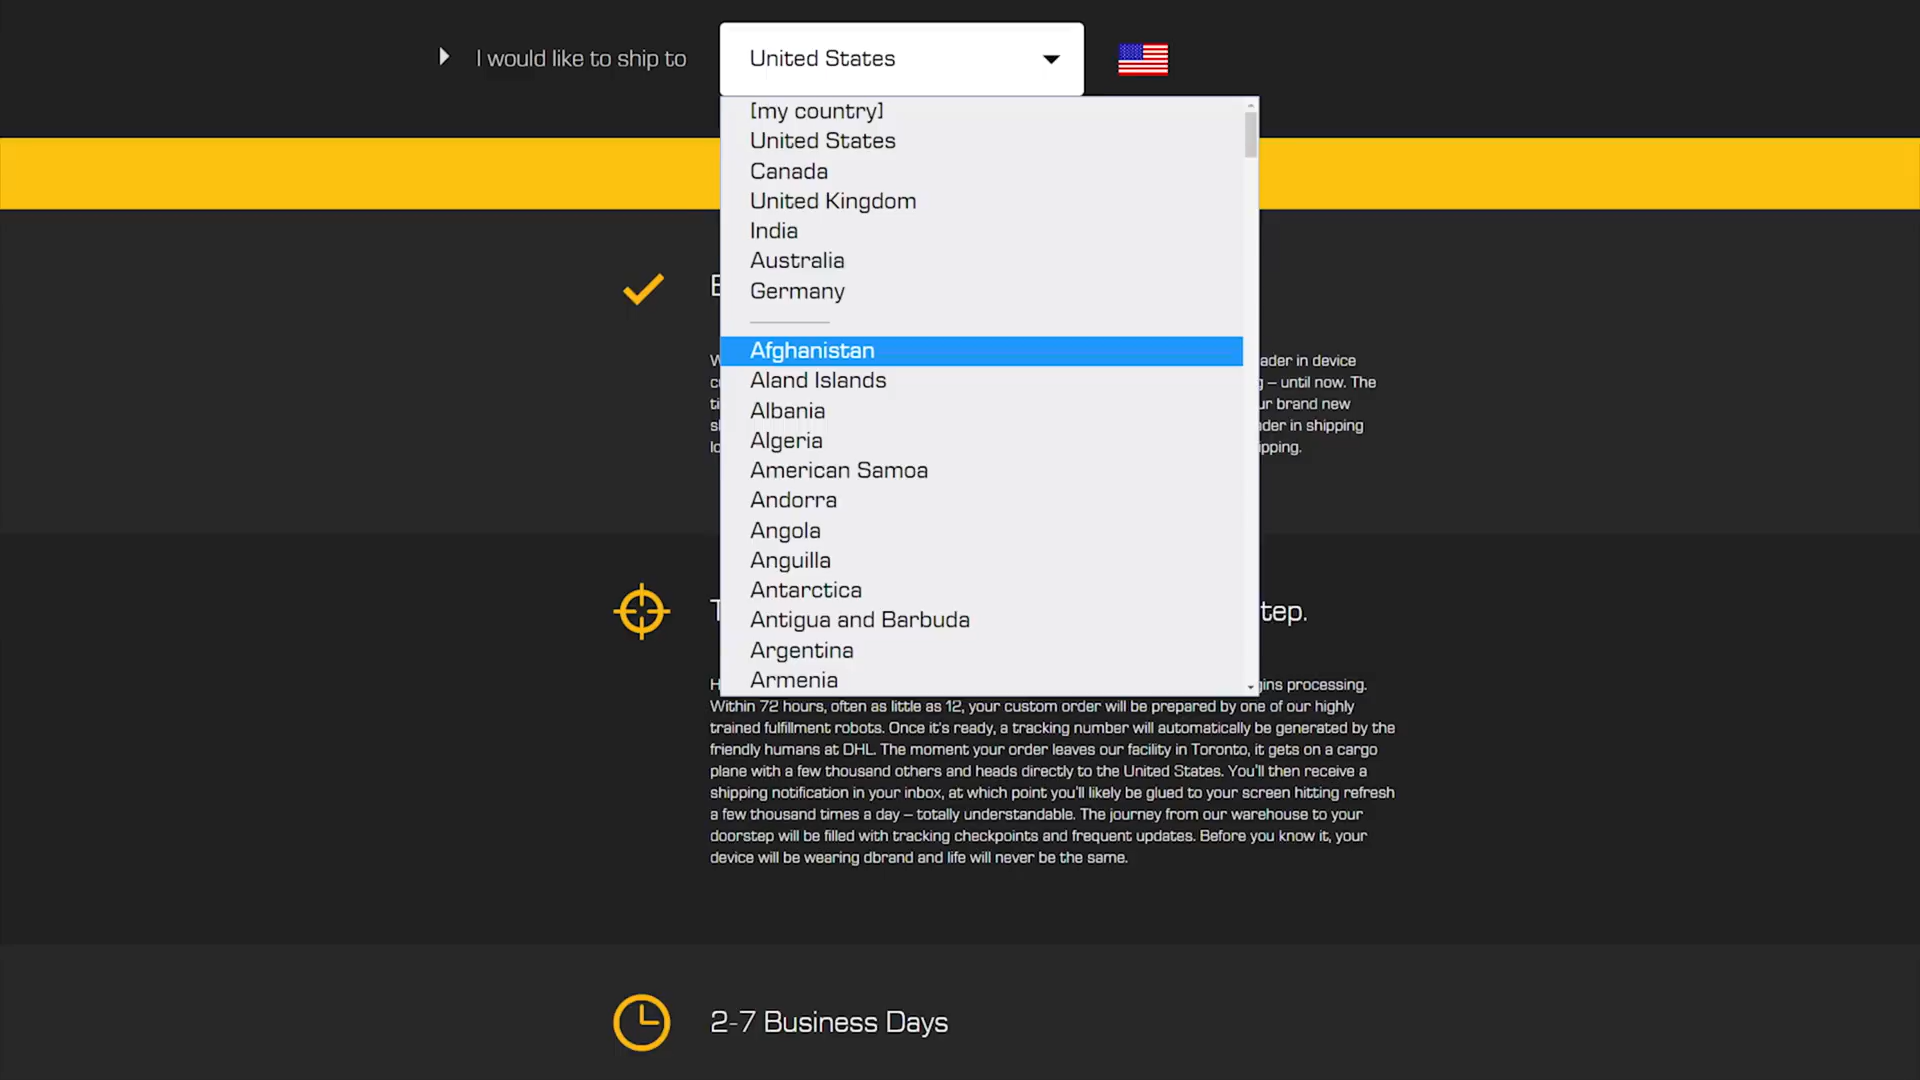 I would like to ship to
United States
[my country]
United States
Canada
United Kingdom
India
Australia
Germany
Afghanistan
Aland Islands
Albania
Algeria
American Samoa
Andorra
Angola
Anguilla
Antarctica
Antigua and Barbuda
Argentina
Armenia
in device
– until now. The
brand new
in shipping
tep.
processing.
Within 72 hours, often as little as 12, your custom order will be prepared by one of our highly
trained fulfillment robots. Once it's ready, a tracking number will automatically be generated by the
friendly humans at DHL. The moment your order leaves our facility in Toronto, it gets on a cargo
plane with a few thousand others and heads directly to the United States. You'll then receive a
shipping notification in your inbox, at which point you'll likely be glued to your screen hitting refresh
a few thousand times a day – totally understandable. The journey from our warehouse to your
doorstep will be filled with tracking checkpoints and frequent updates. Before you know it, your
device will be wearing dbrand and life will never be the same.
2-7 Business Days